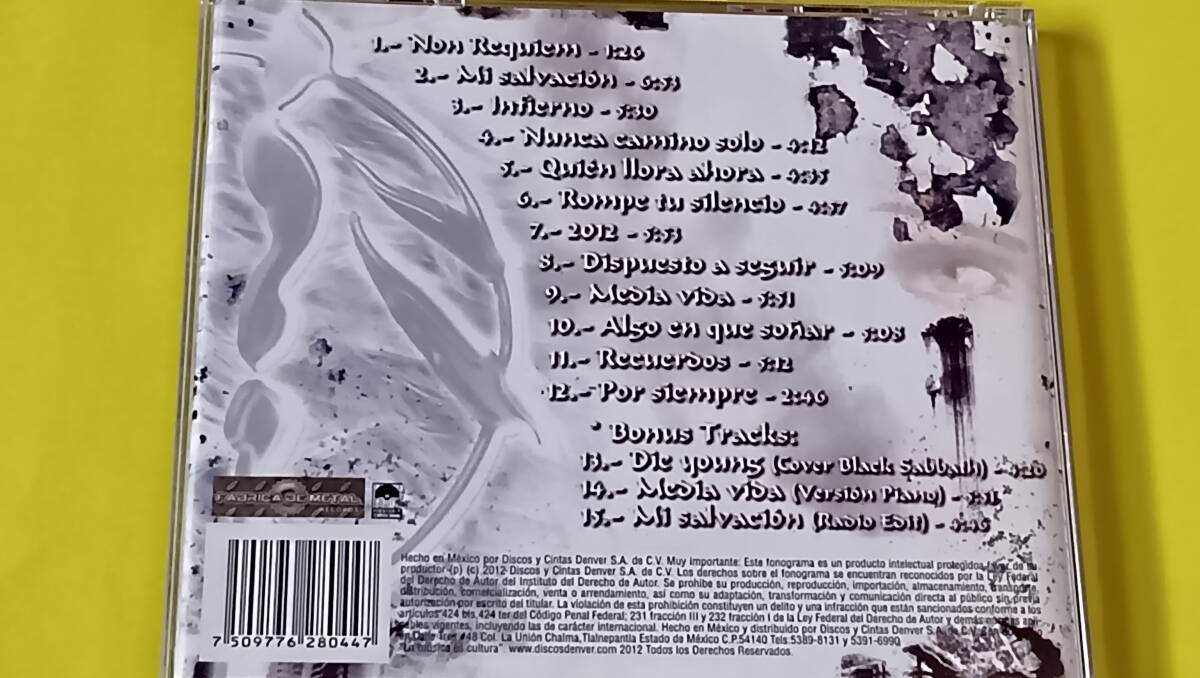 1.- Non Requiem - 1:26
2.- Mi salvación - 6:53
3.- Infierno - 5:30
4.- Nunca camino solo - 4:12
5.- Quién llora ahora - 4:35
6.- Rompe tu silencio - 4:57
7.- 2012 - 5:53
8.- Dispuesto a seguir - 5:09
9.- Media vida - 5:51
10.- Algo en que soñar - 5:08
11.- Recuerdos - 5:12
12.- Por siempre - 2:46
* Bonus Tracks:
13.- Die young (Cover Black Sabbath) - 4:20
14.- Media vida (Versión Piano) - 5:51
15.- Mi salvación (Radio Edit) - 4:46
FABRICA DE METAL
RECORDS
Hecho en México por Discos y Cintas Denver S.A. de C.V. Muy importante: Este fonograma es un producto intelectual protegido de su
productor (p) (c) 2012 Discos y Cintas Denver S.A. de C.V. Los derechos sobre el fonograma se encuentran reconocidos por la Ley Federal
del Derecho de Autor del Instituto del Derecho de Autor. Se prohibe su producción, reproducción, importación, almacenamiento, transporte,
distribución, comercialización, venta o arrendamiento, así como su adaptación, transformación y comunicación directa al público sin previa
autorización por escrito del titular. La violación de esta prohibición constituyen un delito y una infracción que están sancionados conforme a los
artículos 424 bis, 424 ter del Código Penal Federal; 231 fracción III y 232 fracción I de la Ley Federal del Derecho de Autor y demás
aplicables vigentes, incluyendo las de carácter internacional. Hecho en México y distribuido por Discos y Cintas Denver S.A. de C.V.
en Calle Tres #48 Col. La Unión Chalma, Tlalnepantla Estado de México C.P.54140 Tels.5389-8131 y 5391-6990
"La música es cultura". www.discosdenver.com 2012 Todos los Derechos Reservados.
7 509776 280447